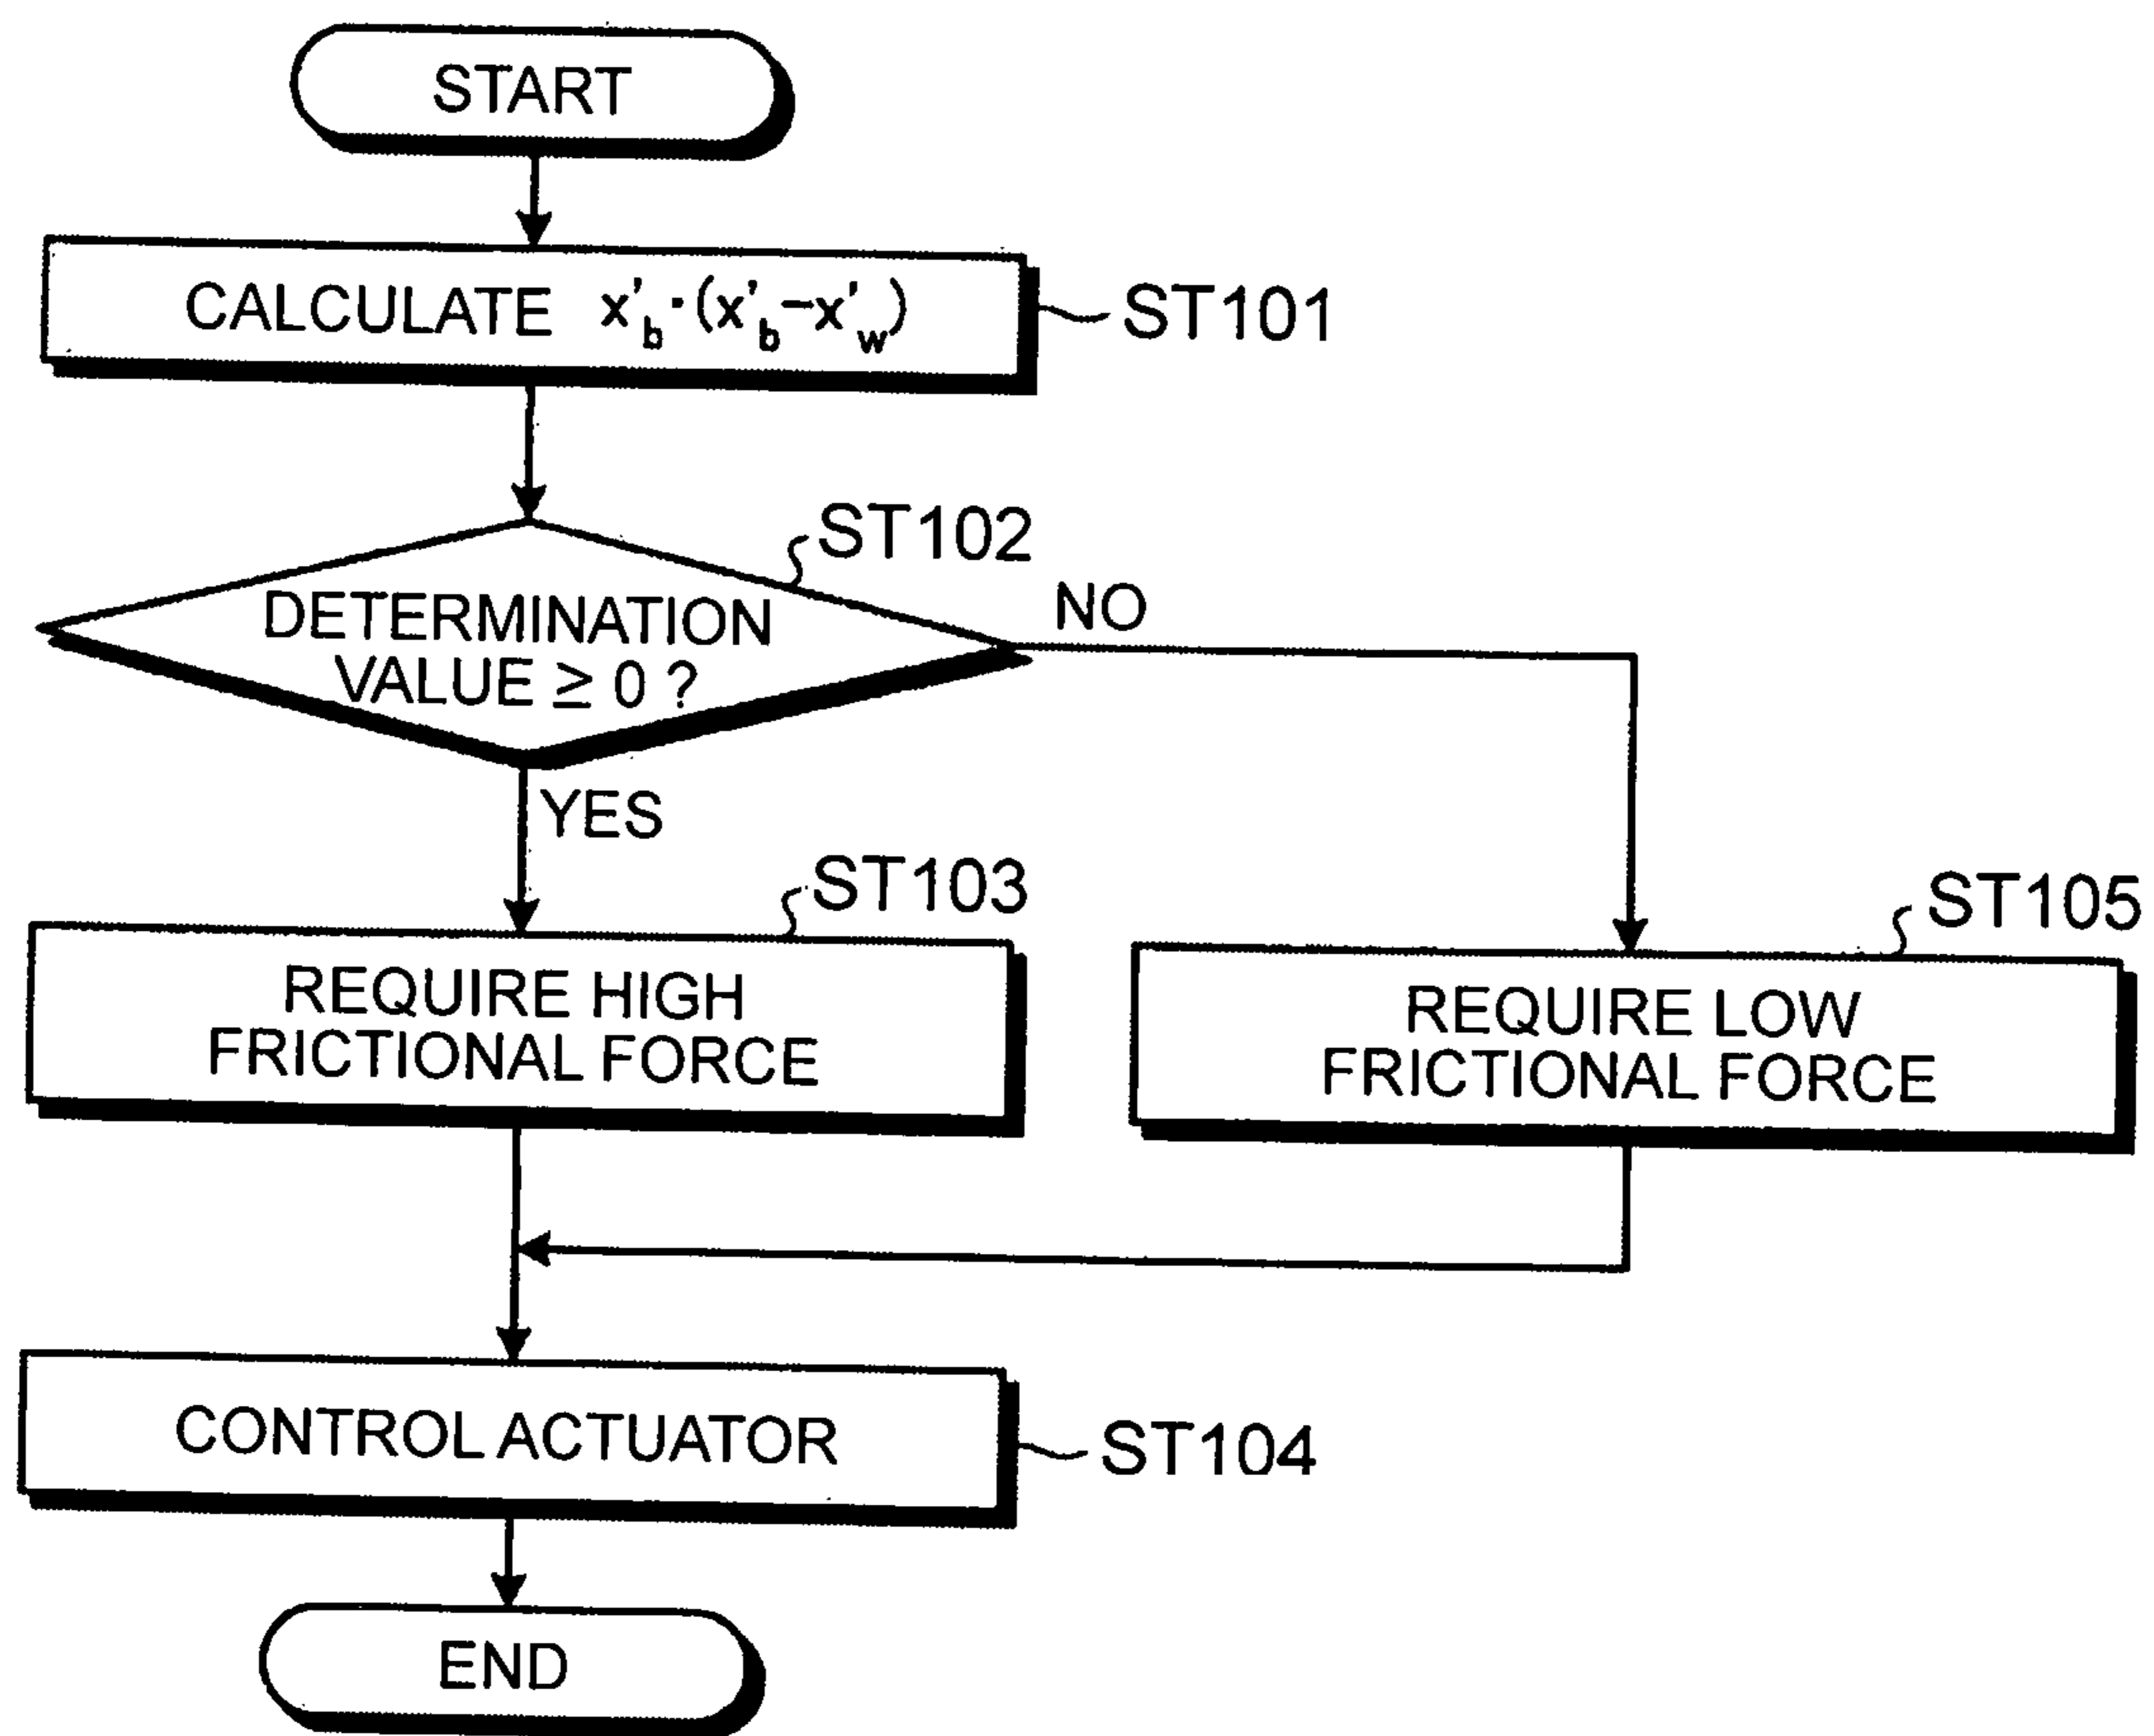 START
CALCULATE x'b·(x'b−x'w)
ST101
ST102
DETERMINATION
VALUE ≥ 0 ?
NO
YES
ST103
REQUIRE HIGH
FRICTIONAL FORCE
ST105
REQUIRE LOW
FRICTIONAL FORCE
CONTROL ACTUATOR
ST104
END